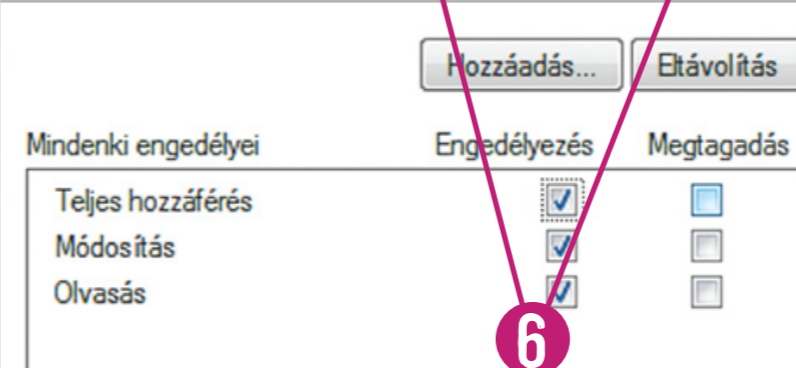 Hozzáadás... Eltávolítás
Mindenki engedélyei Engedélyezés Megtagadás
Teljes hozzáférés
Módosítás
Olvasás
6